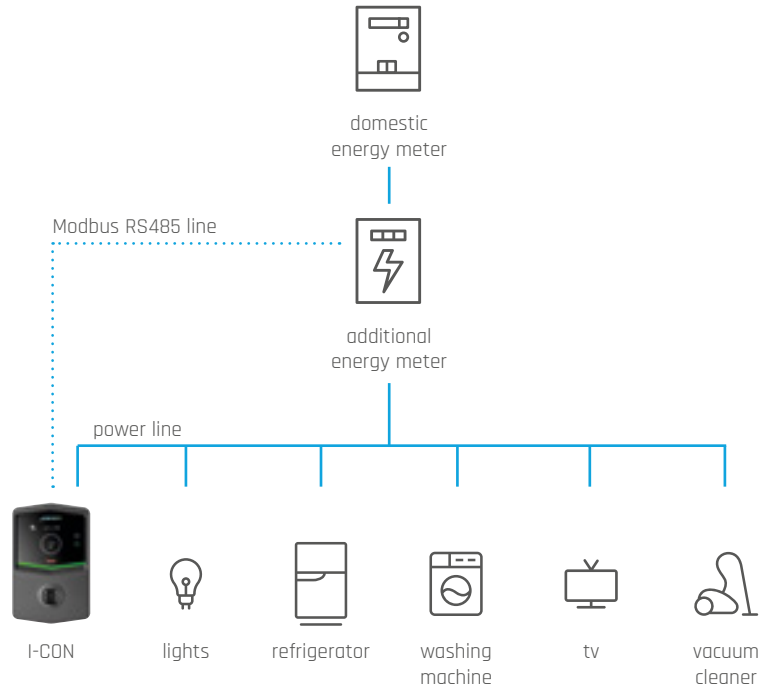 domestic
energy meter
Modbus RS485 line
additional
energy meter
power line
I-CON
lights
refrigerator
washing
machine
tv
vacuum
cleaner